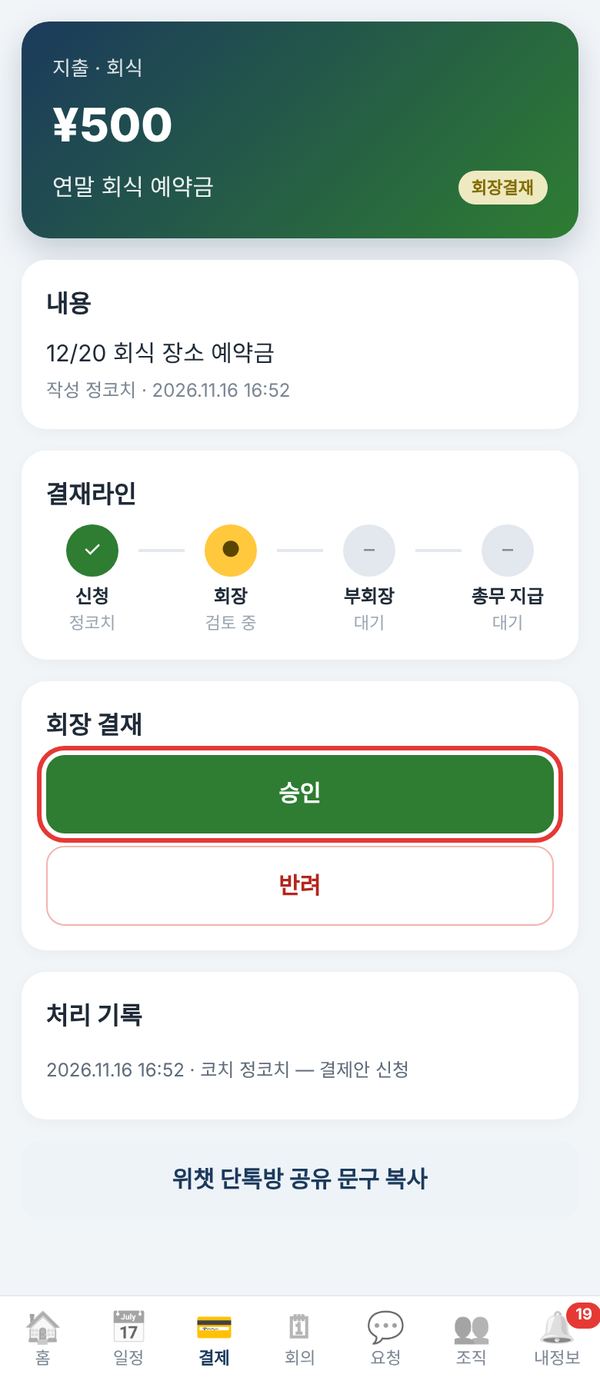 지출 · 회식
¥500
연말 회식 예약금
회장결재
내용
12/20 회식 장소 예약금
작성 정코치 · 2026.11.16 16:52
결재라인
신청
정코치
회장
검토 중
부회장
대기
총무 지급
대기
회장 결재
승인
반려
처리 기록
2026.11.16 16:52 · 코치 정코치 — 결제안 신청
위챗 단톡방 공유 문구 복사
July
17
19
홈
일정
결제
회의
요청
조직
내정보